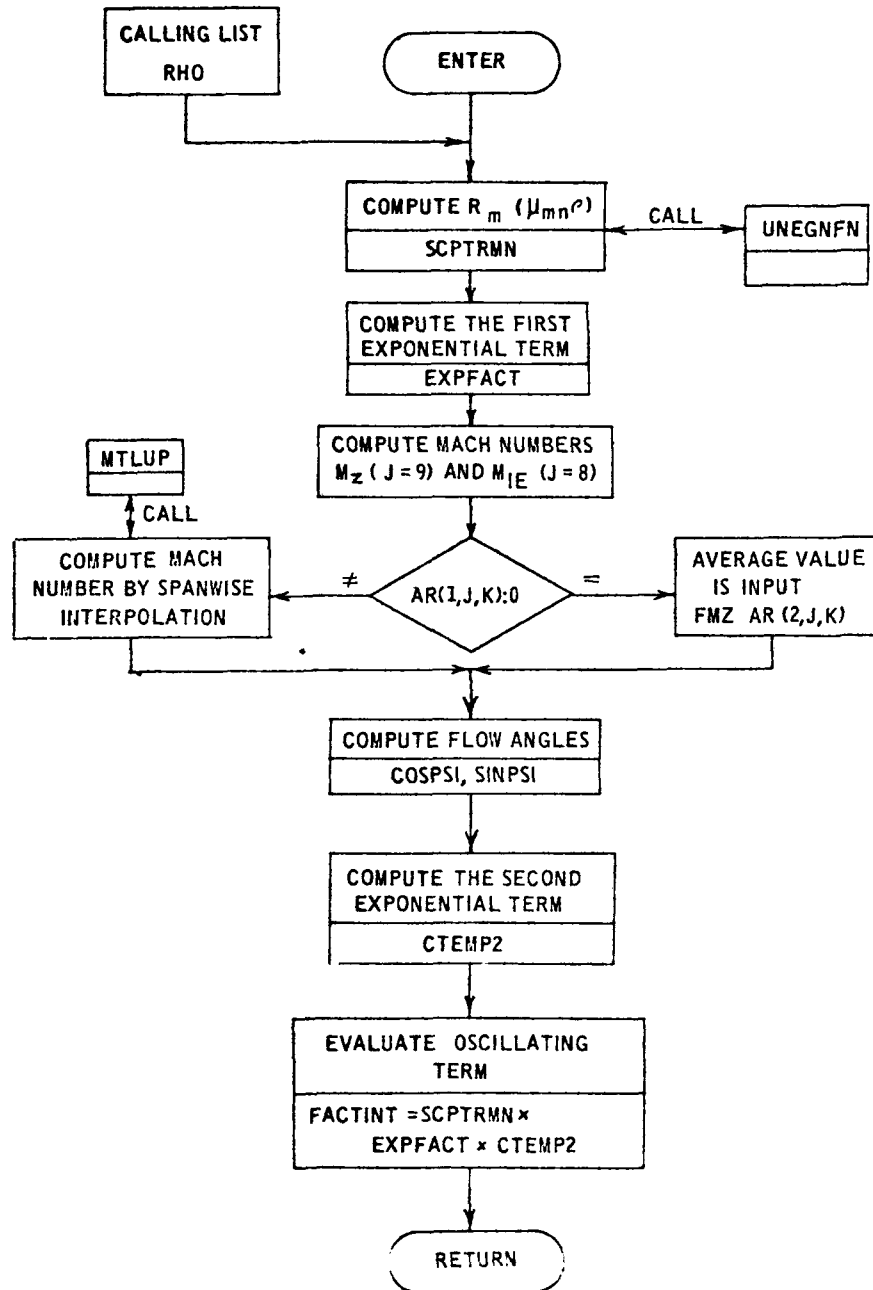 CALLING LIST
RHO
ENTER
COMPUTE R m (μmnρ)
SCPTRMN
CALL
UNEGNFN
COMPUTE THE FIRST
EXPONENTIAL TERM
EXPFACT
COMPUTE MACH NUMBERS
Mz ( J = 9) AND MIE (J = 8)
MTLUP
CALL
COMPUTE MACH
NUMBER BY SPANWISE
INTERPOLATION
≠
AR(1,J,K):0
=
AVERAGE VALUE
IS INPUT
FMZ AR (2,J,K)
COMPUTE FLOW ANGLES
COSPSI, SINPSI
COMPUTE THE SECOND
EXPONENTIAL TERM
CTEMP2
EVALUATE OSCILLATING
TERM
FACTINT = SCPTRMN ×
EXPFACT × CTEMP2
RETURN